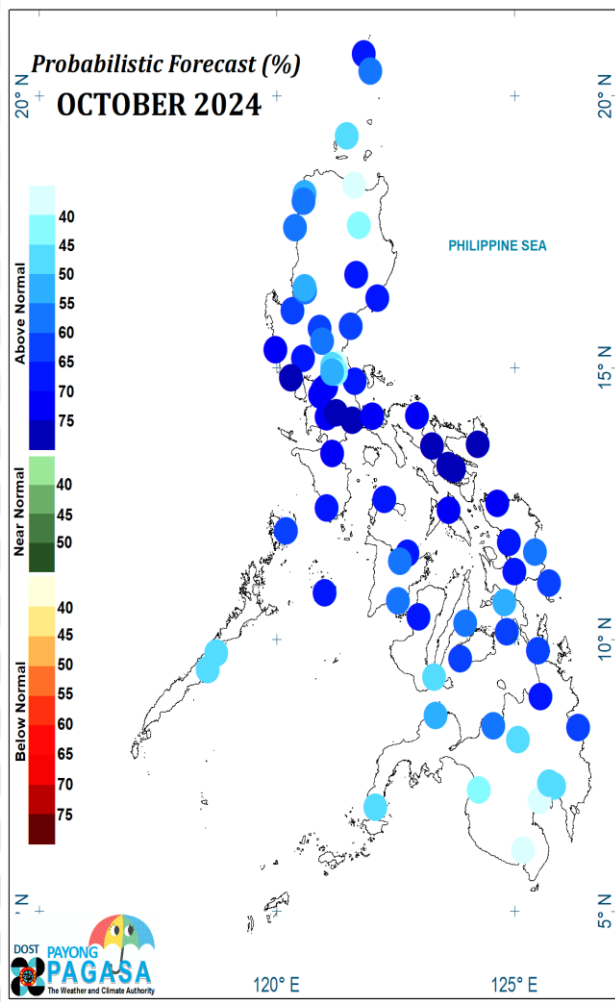 Probabilistic Forecast (%)
OCTOBER 2024
20° N
20° N
PHILIPPINE SEA
Above Normal
40
45
50
55
60
65
70
75
Near Normal
40
45
50
Below Normal
40
45
50
55
60
65
70
75
15° N
10° N
5° N
° N
DOST
PAYONG
PAGASA
The Weather and Climate Authority
120° E
125° E